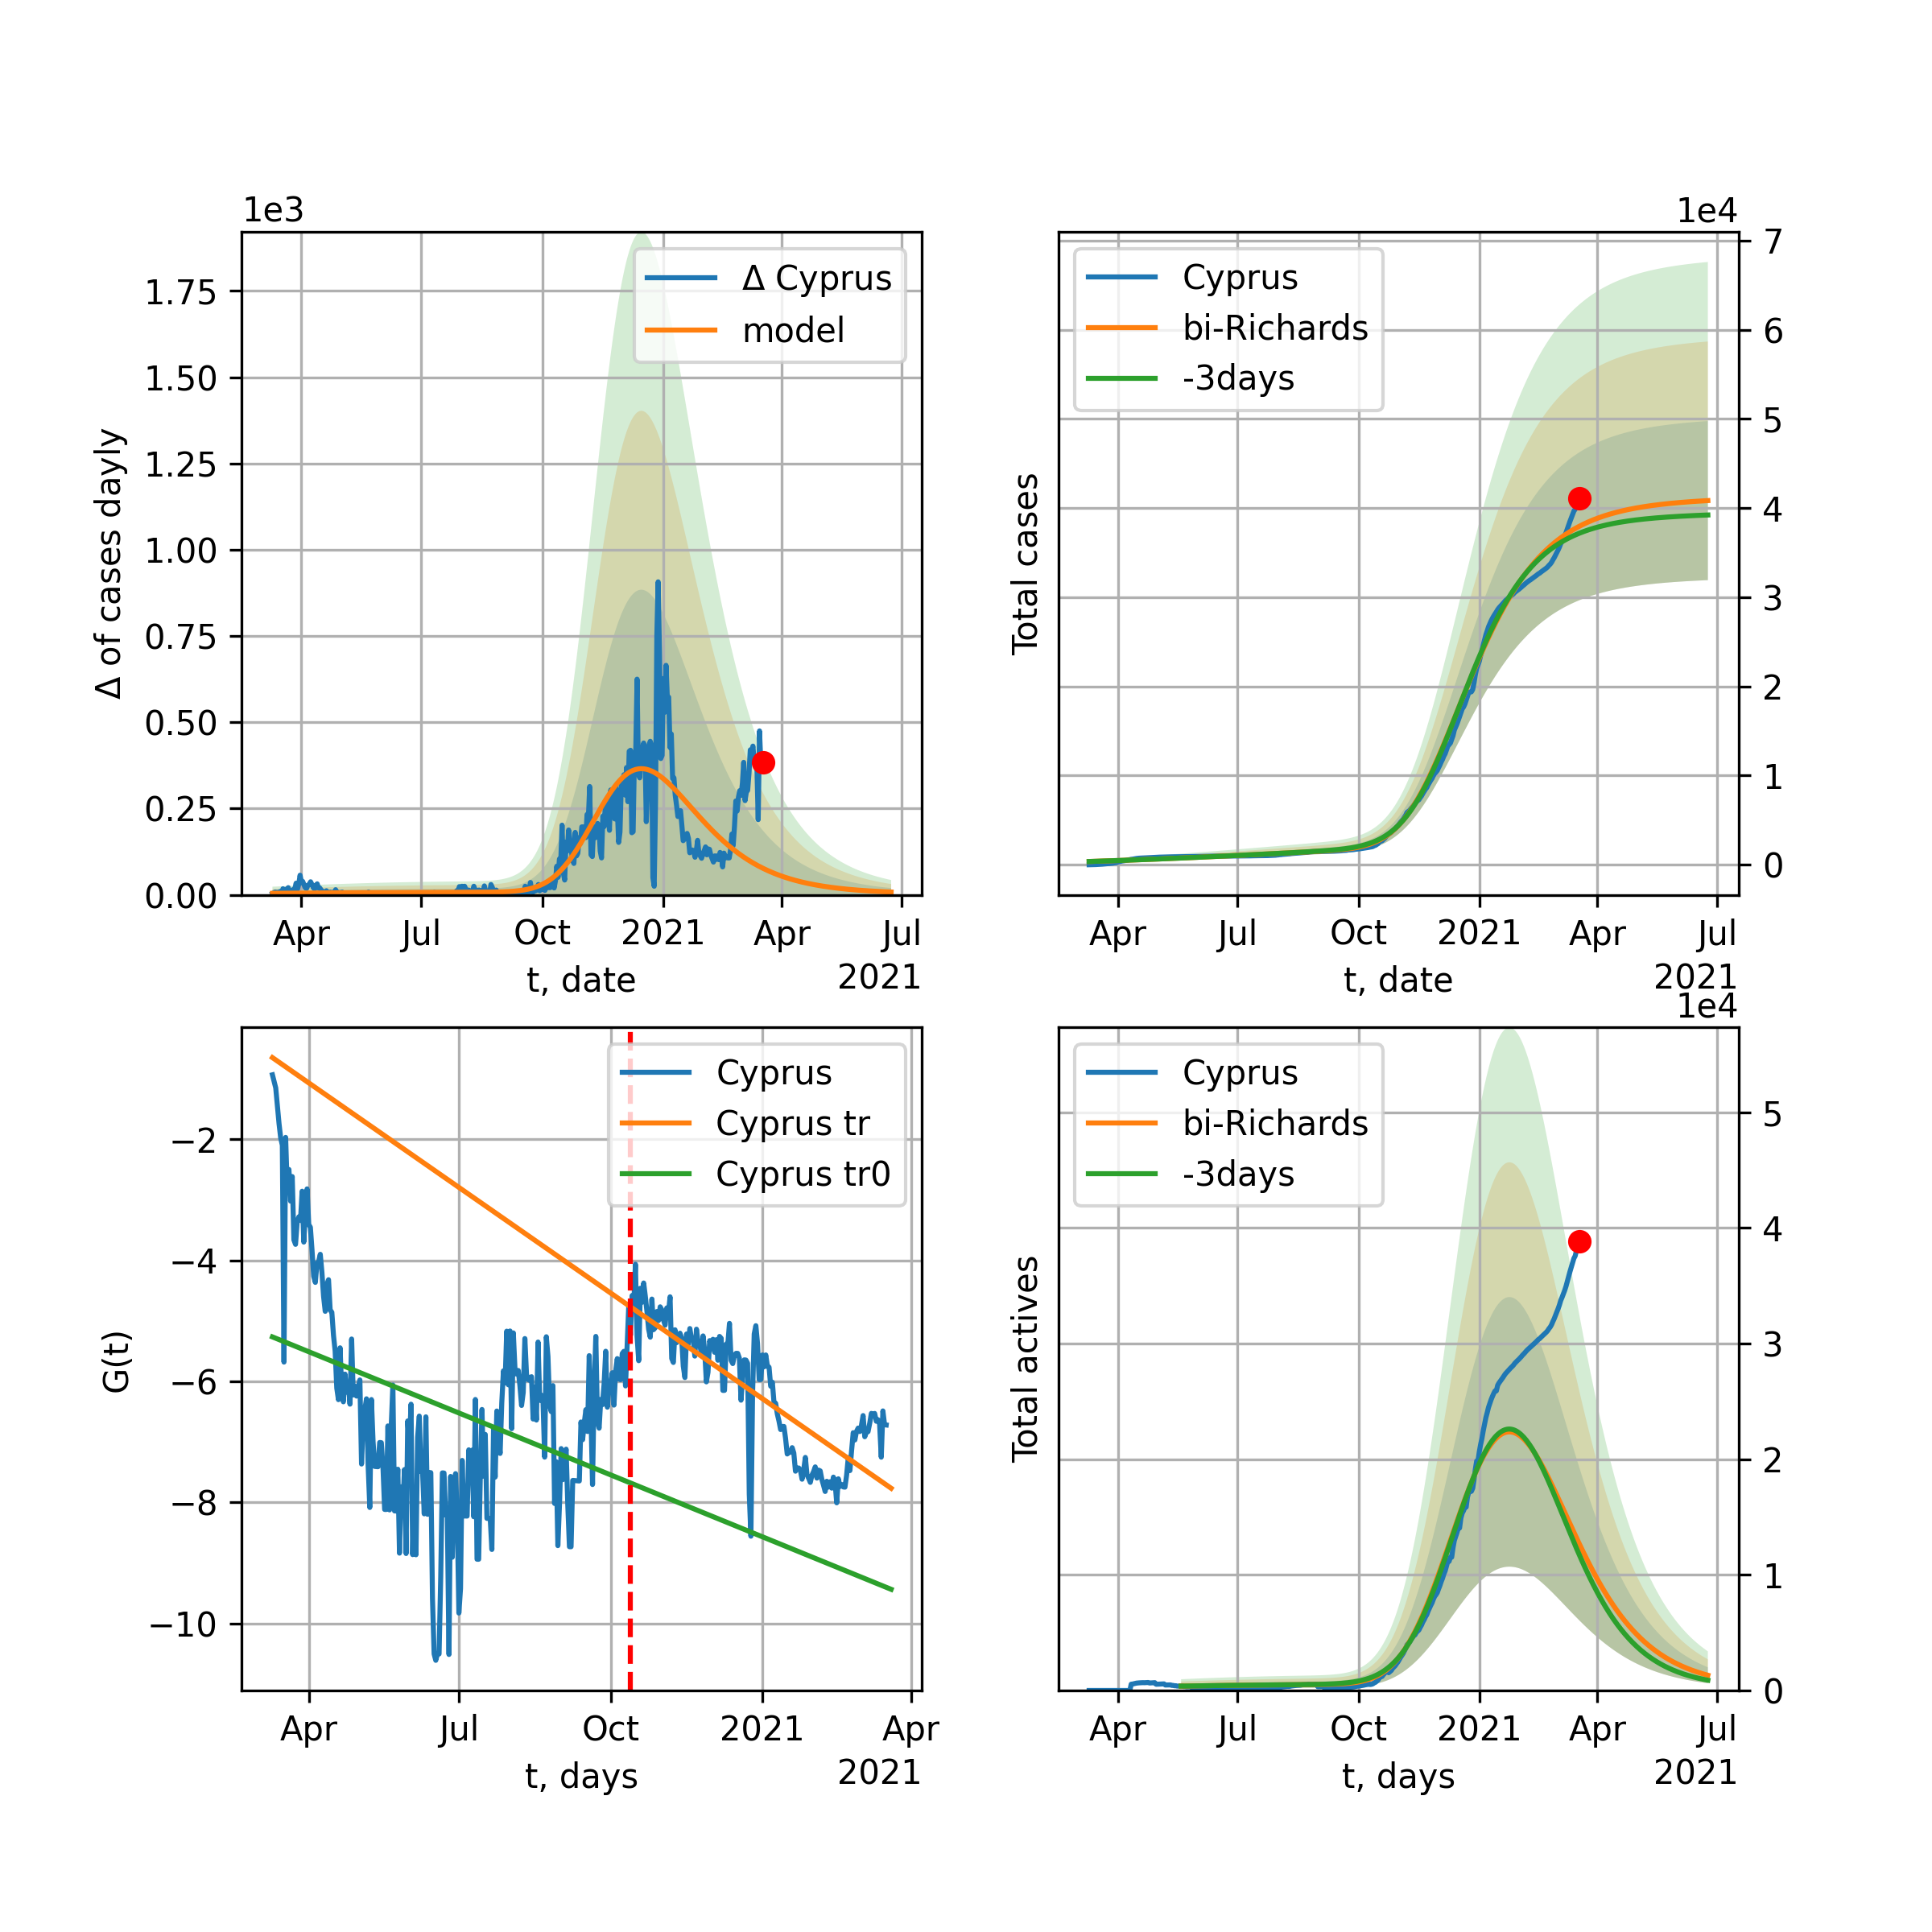 1e3
Δ of cases dayly
1.75
1.50
1.25
1.00
0.75
0.50
0.25
0.00
Δ Cyprus
model
Apr Jul Oct 2021 Apr Jul
t, date 2021
1e4
Total cases
Cyprus
bi-Richards
-3days
7
6
5
4
3
2
1
0
Apr Jul Oct 2021 Apr Jul
t, date 2021
G(t)
−2
−4
−6
−8
−10
Cyprus
Cyprus tr
Cyprus tr0
Apr Jul Oct 2021 Apr
t, days 2021
1e4
Total actives
Cyprus
bi-Richards
-3days
5
4
3
2
1
0
Apr Jul Oct 2021 Apr Jul
t, days 2021